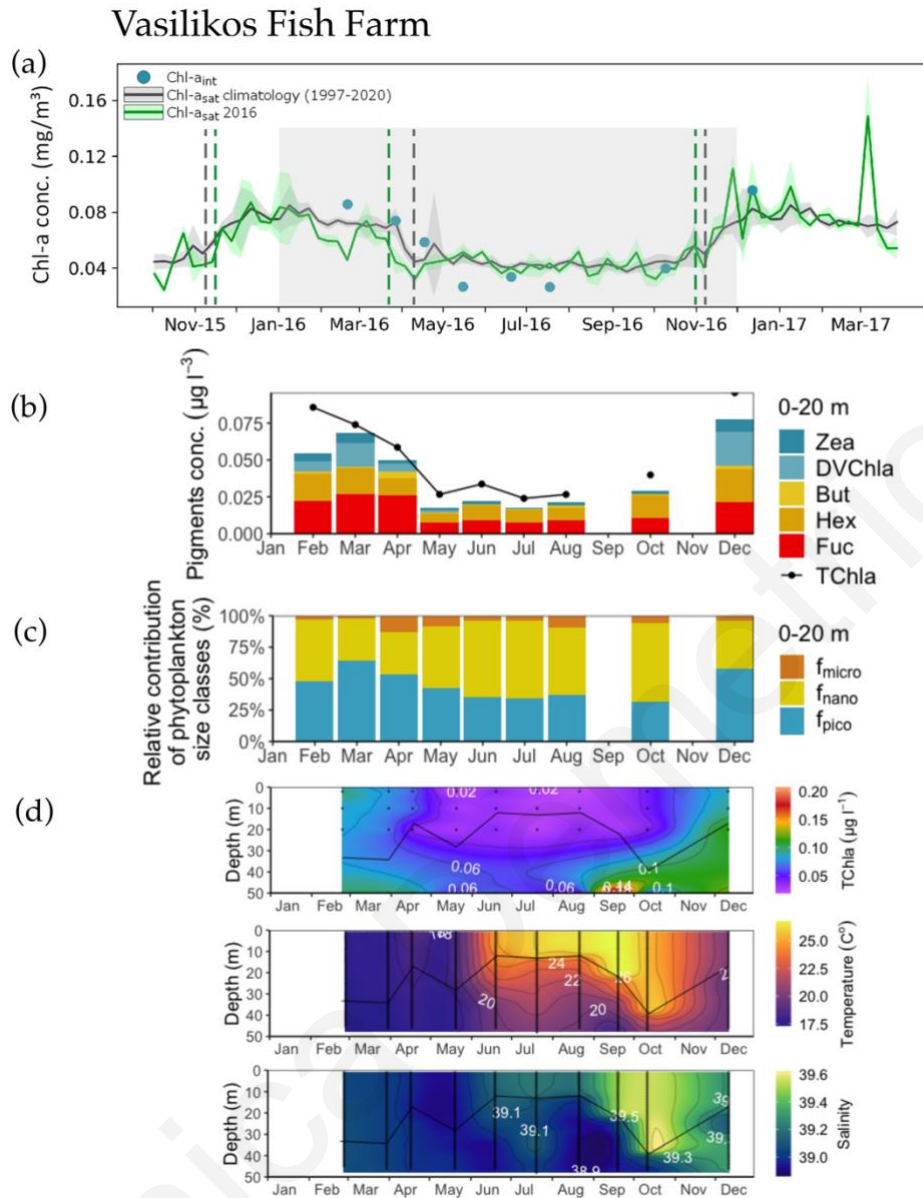 Vasilikos Fish Farm
(a)
Chl-a_int
Chl-a_sat climatology (1997-2020)
Chl-a_sat 2016
Chl-a conc. (mg/m³)
0.16
0.12
0.08
0.04
Nov-15 Jan-16 Mar-16 May-16 Jul-16 Sep-16 Nov-16 Jan-17 Mar-17
(b)
Pigments conc. (µg l⁻³)
0.075
0.050
0.025
0.000
Jan Feb Mar Apr May Jun Jul Aug Sep Oct Nov Dec
0-20 m
Zea
DVChla
But
Hex
Fuc
TChla
(c)
Relative contribution
of phytoplankton
size classes (%)
100%
75%
50%
25%
0%
Jan Feb Mar Apr May Jun Jul Aug Sep Oct Nov Dec
0-20 m
f_micro
f_nano
f_pico
(d)
Depth (m)
0
10
20
30
40
50
0.02 0.02
0.06 0.1
0.06 0.06 0.14 0.1
Jan Feb Mar Apr May Jun Jul Aug Sep Oct Nov Dec
0.20
0.15
0.10
0.05
TChla (µg l⁻¹)
Depth (m)
0
10
20
30
40
50
24
22
20 20
Jan Feb Mar Apr May Jun Jul Aug Sep Oct Nov Dec
25.0
22.5
20.0
17.5
Temperature (C°)
Depth (m)
0
10
20
30
40
50
39.1 39.5
39.1
38.9 39.3
Jan Feb Mar Apr May Jun Jul Aug Sep Oct Nov Dec
39.6
39.4
39.2
39.0
Salinity